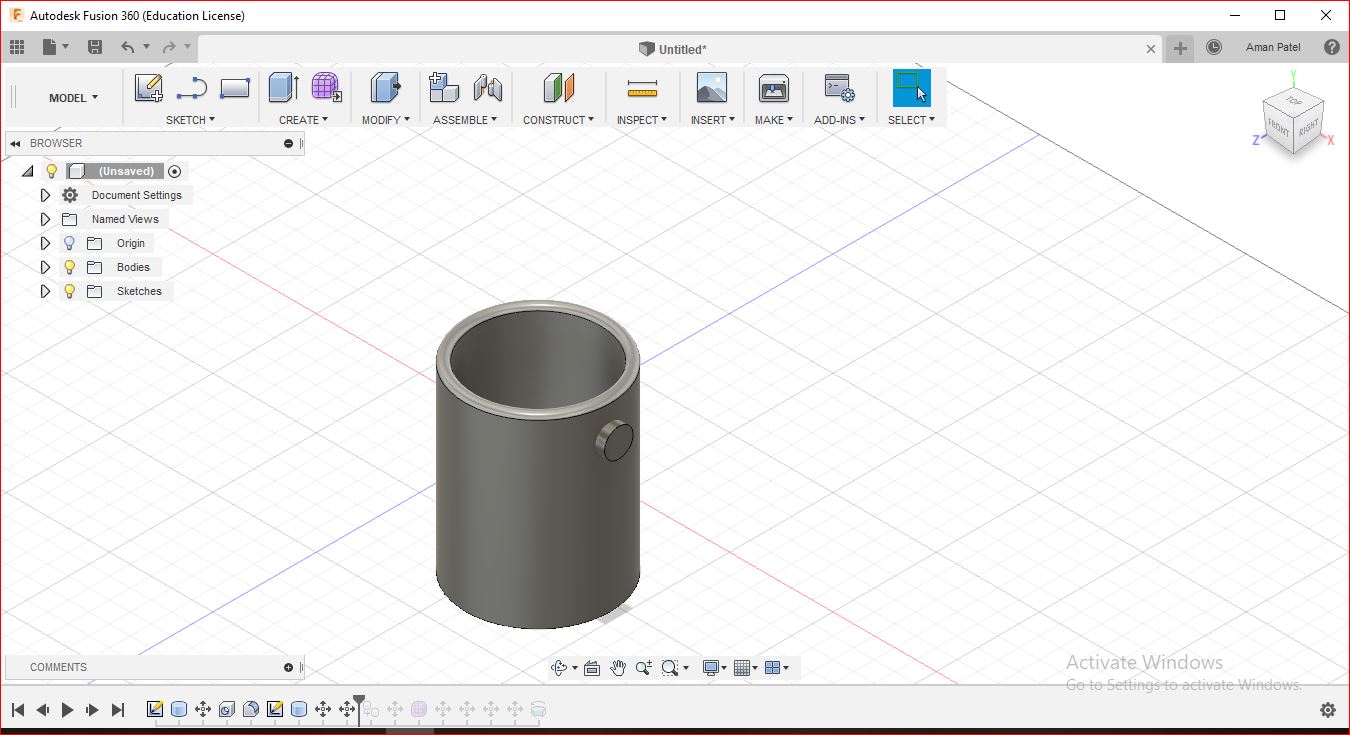 Autodesk Fusion 360 (Education License)
Untitled*
Aman Patel
MODEL
SKETCH
CREATE
MODIFY
ASSEMBLE
CONSTRUCT
INSPECT
INSERT
MAKE
ADD-INS
SELECT
Y
TOP
FRONT
RIGHT
Z
X
BROWSER
(Unsaved)
Document Settings
Named Views
Origin
Bodies
Sketches
COMMENTS
Activate Windows
Go to Settings to activate Windows.